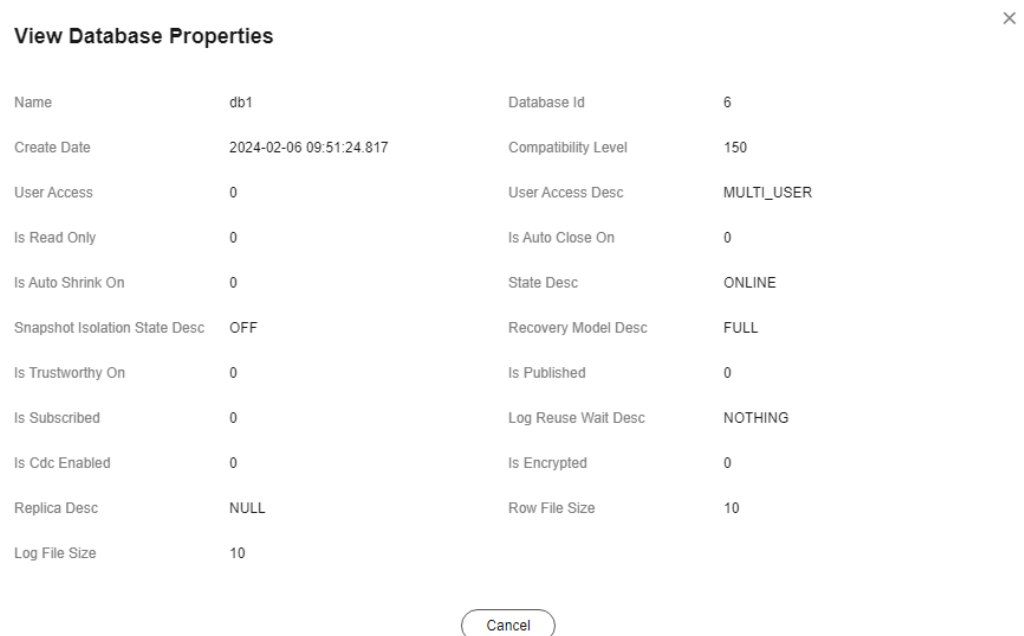 View Database Properties
Name db1 Database Id 6
Create Date 2024-02-06 09:51:24.817 Compatibility Level 150
User Access 0 User Access Desc MULTI_USER
Is Read Only 0 Is Auto Close On 0
Is Auto Shrink On 0 State Desc ONLINE
Snapshot Isolation State Desc OFF Recovery Model Desc FULL
Is Trustworthy On 0 Is Published 0
Is Subscribed 0 Log Reuse Wait Desc NOTHING
Is Cdc Enabled 0 Is Encrypted 0
Replica Desc NULL Row File Size 10
Log File Size 10
Cancel